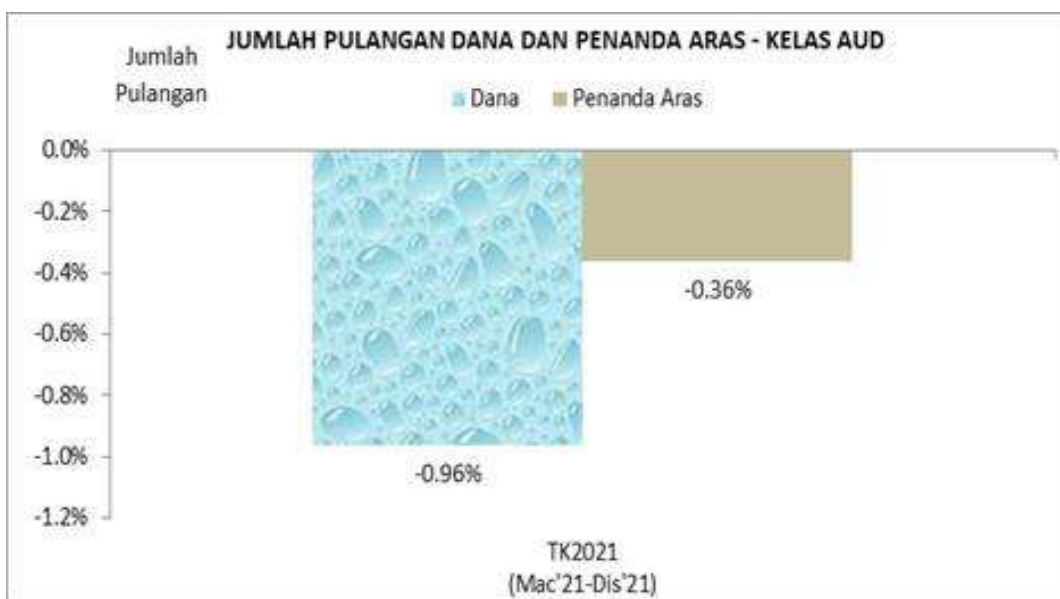 JUMLAH PULANGAN DANA DAN PENANDA ARAS - KELAS AUD
Jumlah
Pulangan
Dana
Penanda Aras
0.0%
-0.2%
-0.4%
-0.6%
-0.8%
-1.0%
-1.2%
-0.36%
-0.96%
TK2021
(Mac'21-Dis'21)